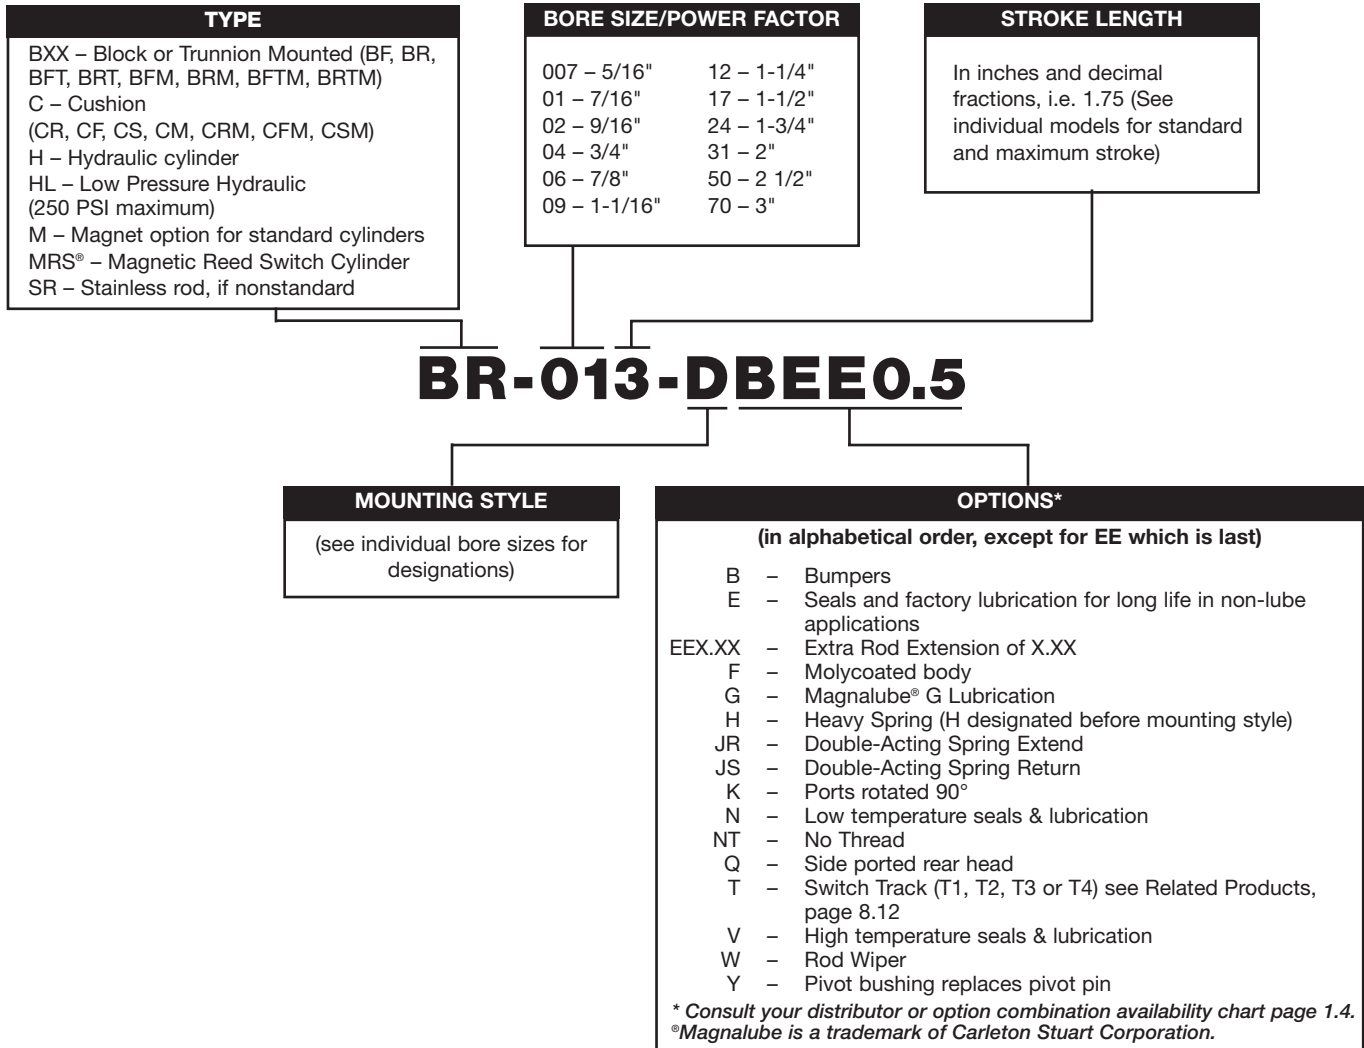 TYPE
BXX – Block or Trunnion Mounted (BF, BR,
BFT, BRT, BFM, BRM, BFTM, BRTM)
C – Cushion
(CR, CF, CS, CM, CRM, CFM, CSM)
H – Hydraulic cylinder
HL – Low Pressure Hydraulic
(250 PSI maximum)
M – Magnet option for standard cylinders
MRS® – Magnetic Reed Switch Cylinder
SR – Stainless rod, if nonstandard
BORE SIZE/POWER FACTOR
007 – 5/16" 12 – 1-1/4"
01 – 7/16" 17 – 1-1/2"
02 – 9/16" 24 – 1-3/4"
04 – 3/4" 31 – 2"
06 – 7/8" 50 – 2 1/2"
09 – 1-1/16" 70 – 3"
STROKE LENGTH
In inches and decimal
fractions, i.e. 1.75 (See
individual models for standard
and maximum stroke)
BR-013-DBEE0.5
MOUNTING STYLE
(see individual bore sizes for
designations)
OPTIONS*
(in alphabetical order, except for EE which is last)
B – Bumpers
E – Seals and factory lubrication for long life in non-lube
applications
EEX.XX – Extra Rod Extension of X.XX
F – Molycoated body
G – Magnalube® G Lubrication
H – Heavy Spring (H designated before mounting style)
JR – Double-Acting Spring Extend
JS – Double-Acting Spring Return
K – Ports rotated 90°
N – Low temperature seals & lubrication
NT – No Thread
Q – Side ported rear head
T – Switch Track (T1, T2, T3 or T4) see Related Products,
page 8.12
V – High temperature seals & lubrication
W – Rod Wiper
Y – Pivot bushing replaces pivot pin
* Consult your distributor or option combination availability chart page 1.4.
®Magnalube is a trademark of Carleton Stuart Corporation.